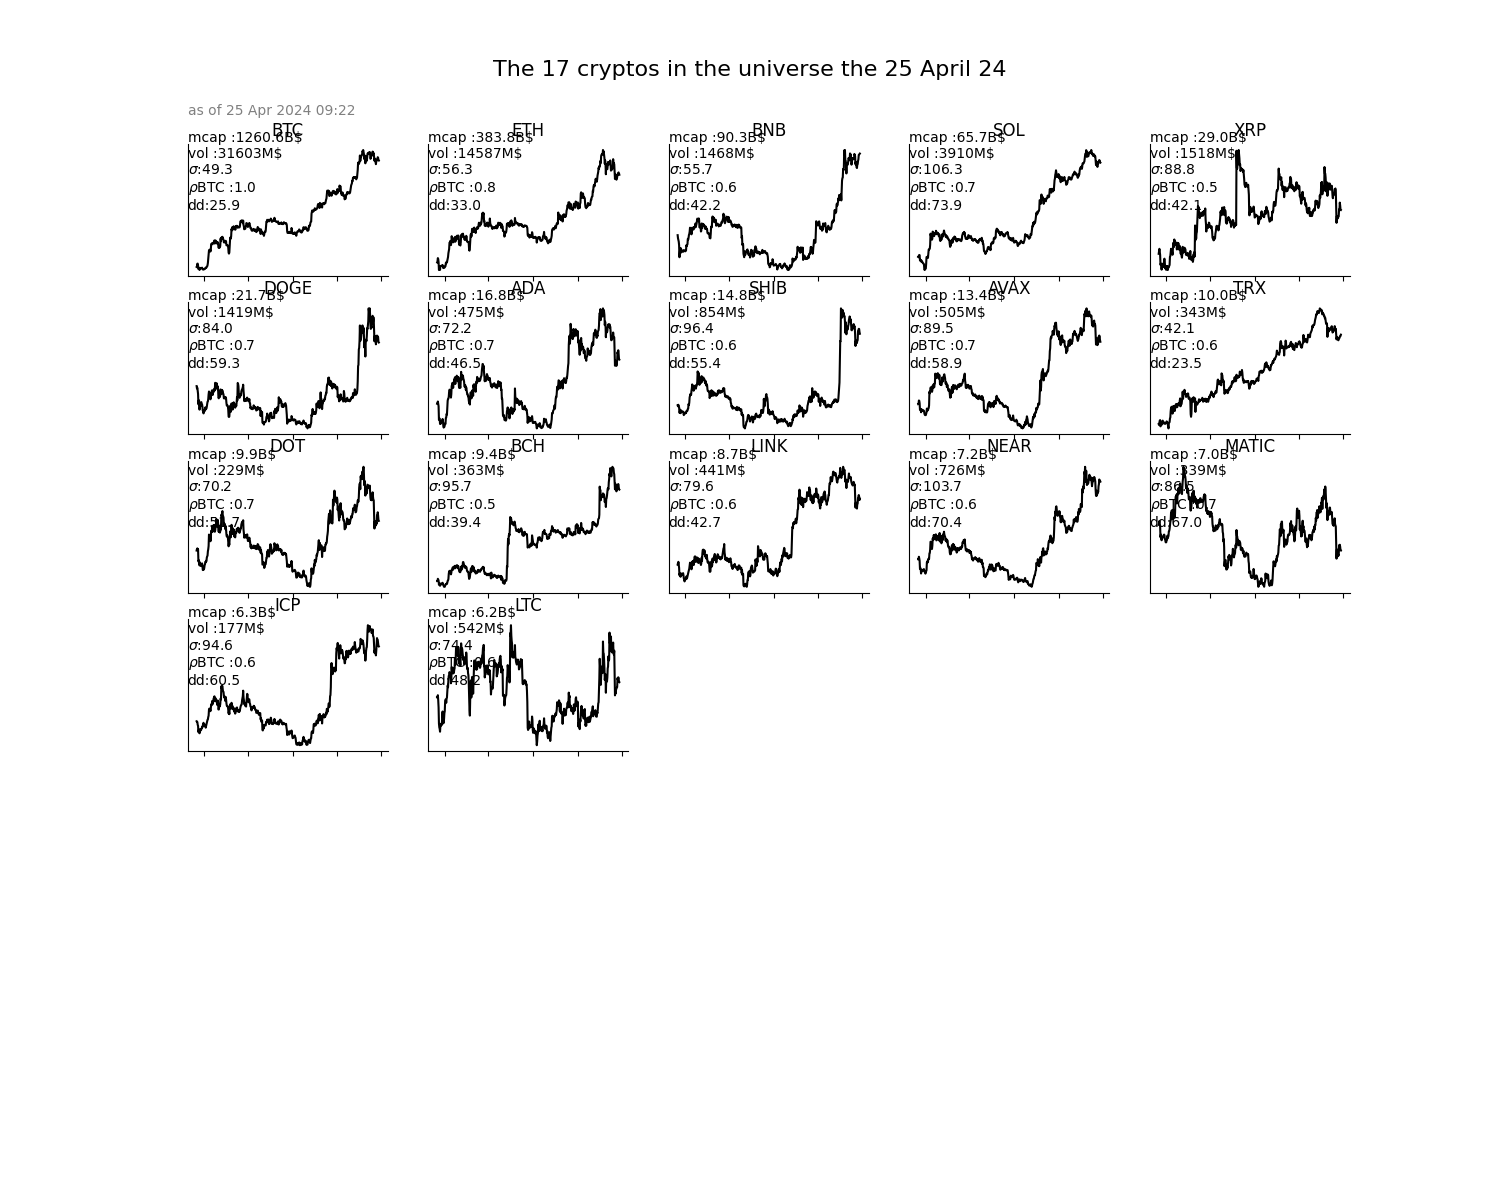 The 17 cryptos in the universe the 25 April 24
as of 25 Apr 2024 09:22
BTC
mcap :1260.6B$
vol :31603M$
σ:49.3
ρBTC :1.0
dd:25.9
ETH
mcap :383.8B$
vol :14587M$
σ:56.3
ρBTC :0.8
dd:33.0
BNB
mcap :90.3B$
vol :1468M$
σ:55.7
ρBTC :0.6
dd:42.2
SOL
mcap :65.7B$
vol :3910M$
σ:106.3
ρBTC :0.7
dd:73.9
XRP
mcap :29.0B$
vol :1518M$
σ:88.8
ρBTC :0.5
dd:42.1
DOGE
mcap :21.7B$
vol :1419M$
σ:84.0
ρBTC :0.7
dd:59.3
ADA
mcap :16.8B$
vol :475M$
σ:72.2
ρBTC :0.7
dd:46.5
SHIB
mcap :14.8B$
vol :854M$
σ:96.4
ρBTC :0.6
dd:55.4
AVAX
mcap :13.4B$
vol :505M$
σ:89.5
ρBTC :0.7
dd:58.9
TRX
mcap :10.0B$
vol :343M$
σ:42.1
ρBTC :0.6
dd:23.5
DOT
mcap :9.9B$
vol :229M$
σ:70.2
ρBTC :0.7
BCH
mcap :9.4B$
vol :363M$
σ:95.7
ρBTC :0.5
dd:39.4
LINK
mcap :8.7B$
vol :441M$
σ:79.6
ρBTC :0.6
dd:42.7
NEAR
mcap :7.2B$
vol :726M$
σ:103.7
ρBTC :0.6
dd:70.4
MATIC
mcap :7.0B$
vol :339M$
σ:86.5
ρBTC :0.7
dd:67.0
ICP
mcap :6.3B$
vol :177M$
σ:94.6
ρBTC :0.6
dd:60.5
LTC
mcap :6.2B$
vol :542M$
σ:74.4
ρBTC :0.6
dd:48.2